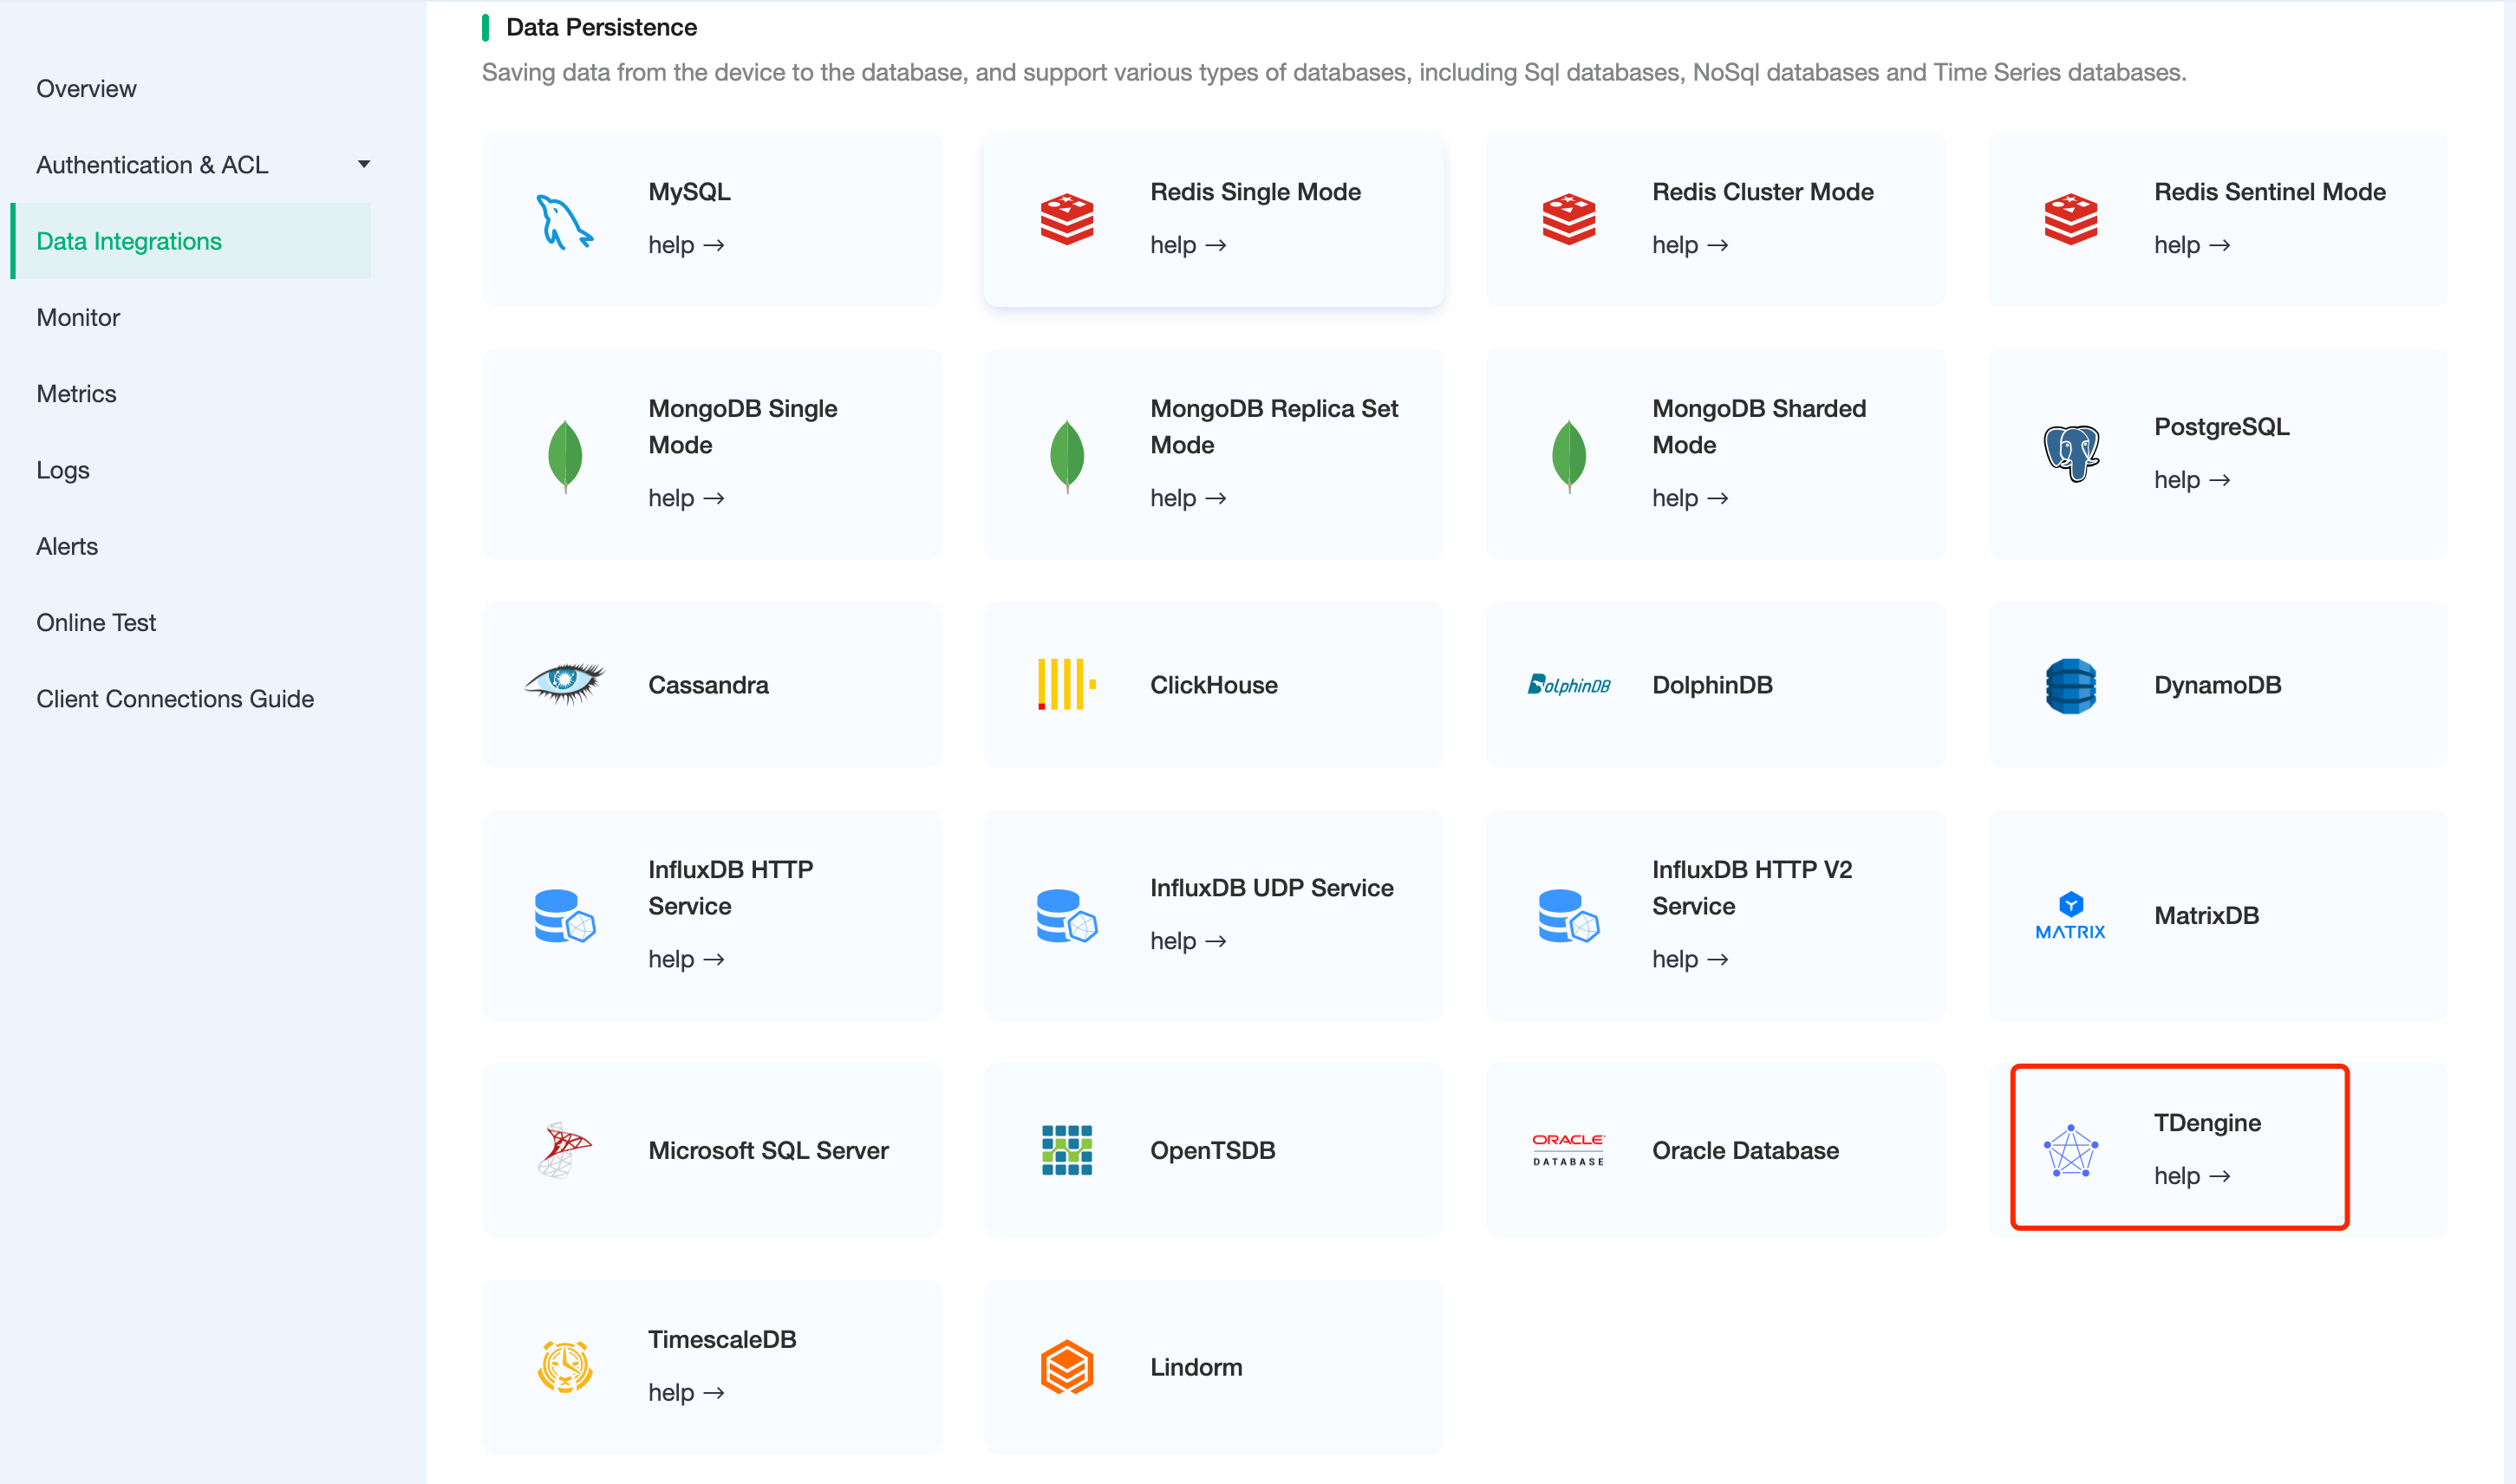 Data Persistence
Saving data from the device to the database, and support various types of databases, including Sql databases, NoSql databases and Time Series databases.
Overview
Authentication & ACL
Data Integrations
Monitor
Metrics
Logs
Alerts
Online Test
Client Connections Guide
MySQL
help →
Redis Single Mode
help →
Redis Cluster Mode
help →
Redis Sentinel Mode
help →
MongoDB Single
Mode
help →
MongoDB Replica Set
Mode
help →
MongoDB Sharded
Mode
help →
PostgreSQL
help →
Cassandra
ClickHouse
DolphinDB
DolphinDB
DynamoDB
InfluxDB HTTP
Service
help →
InfluxDB UDP Service
help →
InfluxDB HTTP V2
Service
help →
MATRIX
MatrixDB
Microsoft SQL Server
OpenTSDB
ORACLE
DATABASE
Oracle Database
TDengine
help →
TimescaleDB
help →
Lindorm